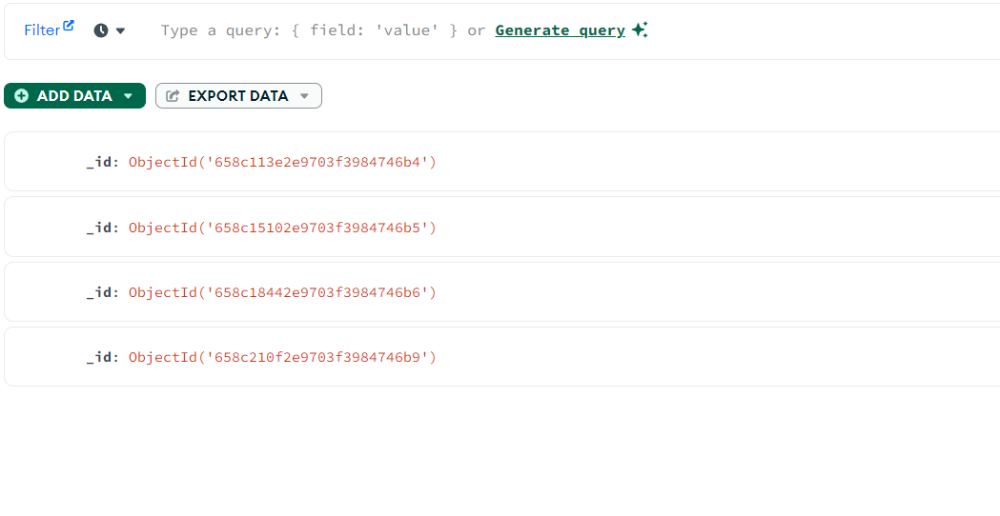 Filter Type a query: { field: 'value' } or Generate query
ADD DATA EXPORT DATA
_id: ObjectId('658c113e2e9703f3984746b4')
_id: ObjectId('658c15102e9703f3984746b5')
_id: ObjectId('658c18442e9703f3984746b6')
_id: ObjectId('658c210f2e9703f3984746b9')